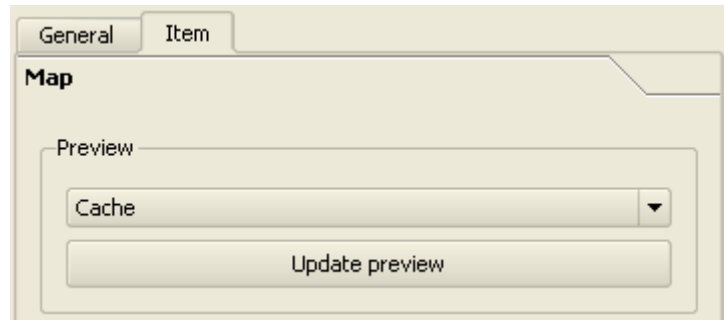 General Item
Map
Preview
Cache
Update preview